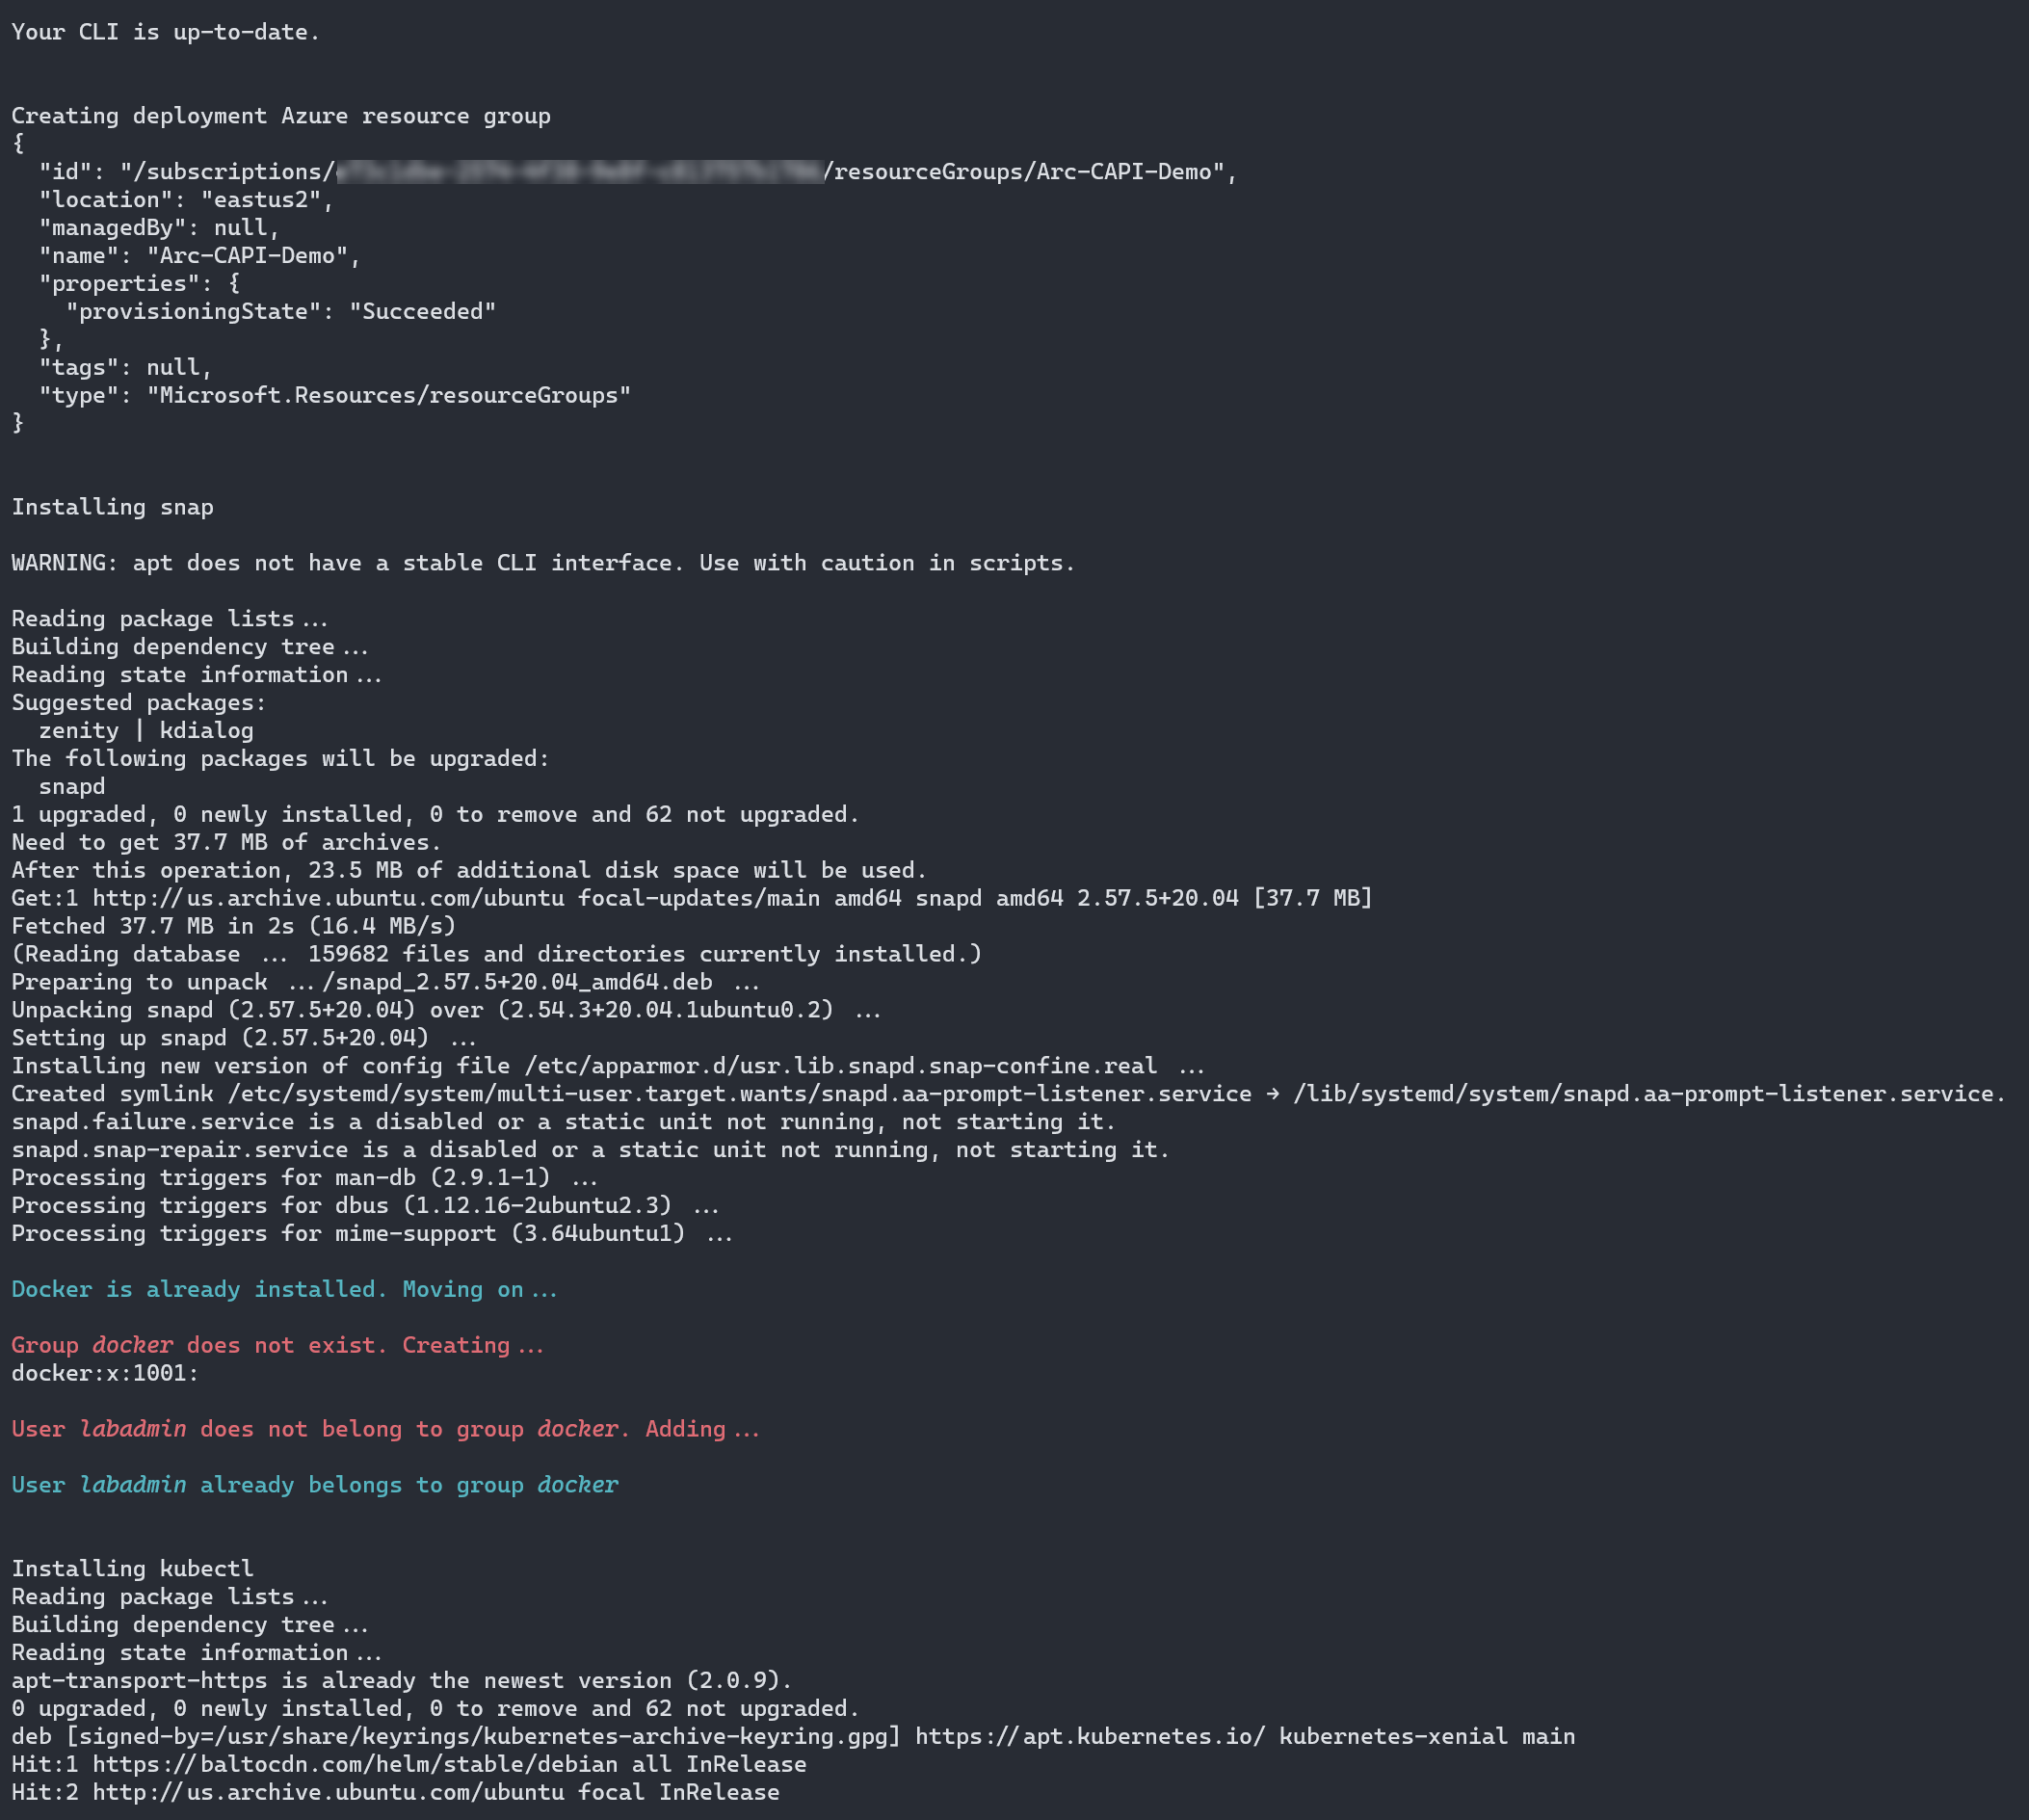 Your CLI is up-to-date.
Creating deployment Azure resource group
{
"id": "/subscriptions/ /resourceGroups/Arc-CAPI-Demo",
"location": "eastus2",
"managedBy": null,
"name": "Arc-CAPI-Demo",
"properties": {
"provisioningState": "Succeeded"
},
"tags": null,
"type": "Microsoft.Resources/resourceGroups"
}
Installing snap
WARNING: apt does not have a stable CLI interface. Use with caution in scripts.
Reading package lists...
Building dependency tree...
Reading state information...
Suggested packages:
zenity | kdialog
The following packages will be upgraded:
snapd
1 upgraded, 0 newly installed, 0 to remove and 62 not upgraded.
Need to get 37.7 MB of archives.
After this operation, 23.5 MB of additional disk space will be used.
Get:1 http://us.archive.ubuntu.com/ubuntu focal-updates/main amd64 snapd amd64 2.57.5+20.04 [37.7 MB]
Fetched 37.7 MB in 2s (16.4 MB/s)
(Reading database ... 159682 files and directories currently installed.)
Preparing to unpack .../snapd_2.57.5+20.04_amd64.deb ...
Unpacking snapd (2.57.5+20.04) over (2.54.3+20.04.1ubuntu0.2) ...
Setting up snapd (2.57.5+20.04) ...
Installing new version of config file /etc/apparmor.d/usr.lib.snapd.snap-confine.real ...
Created symlink /etc/systemd/system/multi-user.target.wants/snapd.aa-prompt-listener.service → /lib/systemd/system/snapd.aa-prompt-listener.service.
snapd.failure.service is a disabled or a static unit not running, not starting it.
snapd.snap-repair.service is a disabled or a static unit not running, not starting it.
Processing triggers for man-db (2.9.1-1) ...
Processing triggers for dbus (1.12.16-2ubuntu2.3) ...
Processing triggers for mime-support (3.64ubuntu1) ...
Docker is already installed. Moving on...
Group docker does not exist. Creating...
docker:x:1001:
User labadmin does not belong to group docker. Adding...
User labadmin already belongs to group docker
Installing kubectl
Reading package lists...
Building dependency tree...
Reading state information...
apt-transport-https is already the newest version (2.0.9).
0 upgraded, 0 newly installed, 0 to remove and 62 not upgraded.
deb [signed-by=/usr/share/keyrings/kubernetes-archive-keyring.gpg] https://apt.kubernetes.io/ kubernetes-xenial main
Hit:1 https://baltocdn.com/helm/stable/debian all InRelease
Hit:2 http://us.archive.ubuntu.com/ubuntu focal InRelease